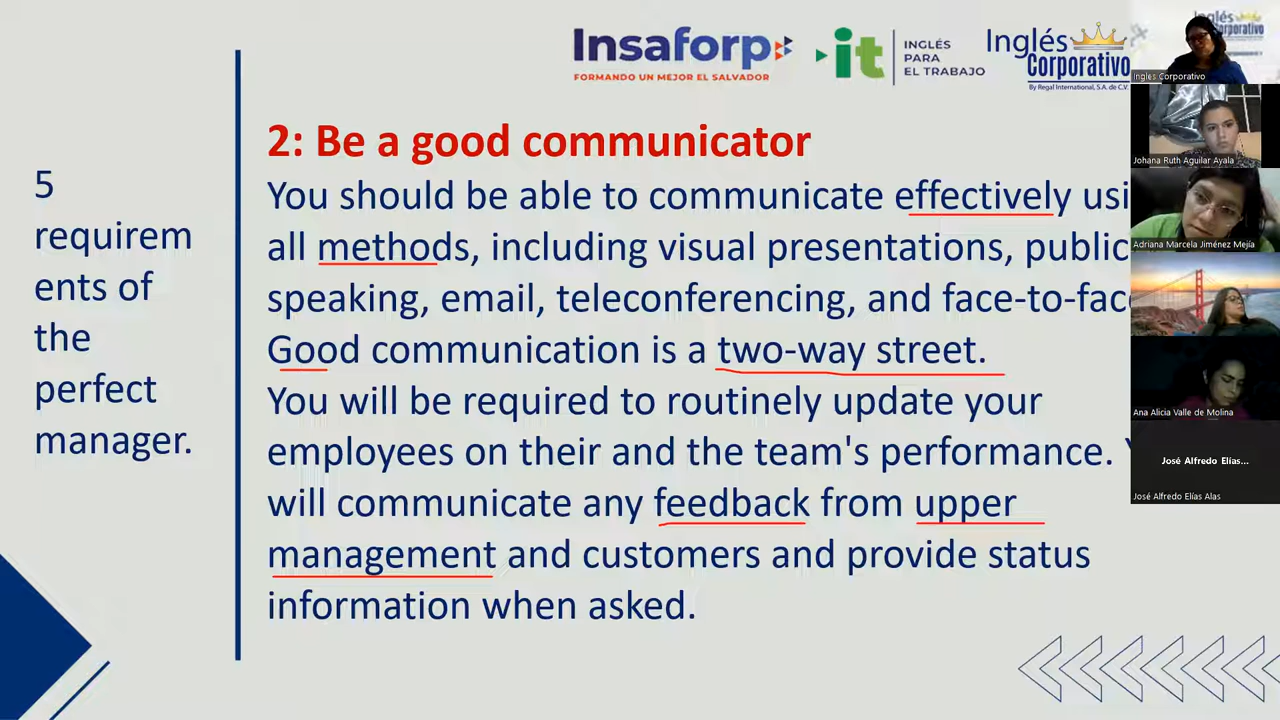 Insaforp
FORMANDO UN MEJOR EL SALVADOR
it
INGLÉS
PARA
EL TRABAJO
Inglés
Corporativo
By Regal International, S.A. de C.V.
5
requirem
ents of
the
perfect
manager.
2: Be a good communicator
You should be able to communicate effectively usi
all methods, including visual presentations, public
speaking, email, teleconferencing, and face-to-fac
Good communication is a two-way street.
You will be required to routinely update your
employees on their and the team's performance.
will communicate any feedback from upper
management and customers and provide status
information when asked.
Inglés Corporativo
Johana Ruth Aguilar Ayala
Adriana Marcela Jiménez Mejía
Ana Alicia Valle de Molina
José Alfredo Elías...
José Alfredo Elías Alas